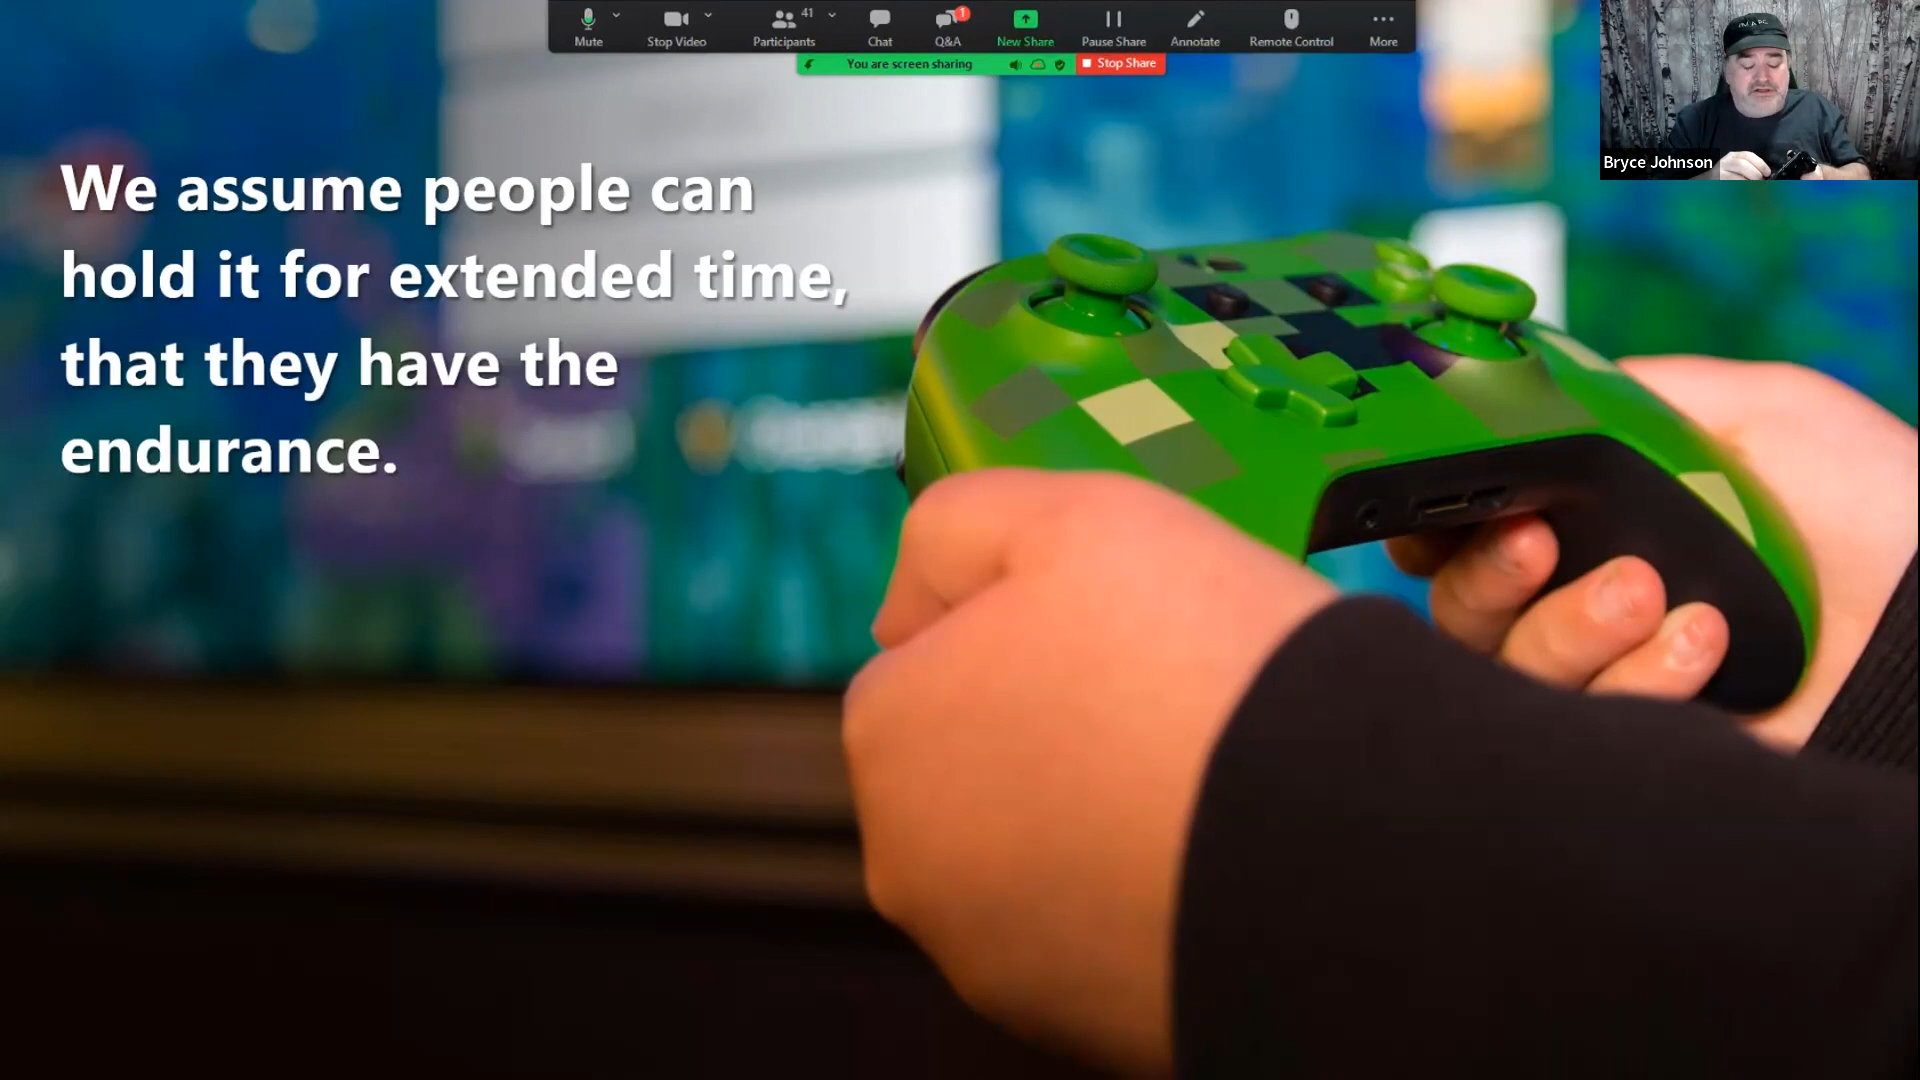 Mute
Stop Video
41
Participants
Chat
1
Q&A
New Share
Pause Share
Annotate
Remote Control
More
You are screen sharing
Stop Share
Bryce Johnson
We assume people can
hold it for extended time,
that they have the
endurance.